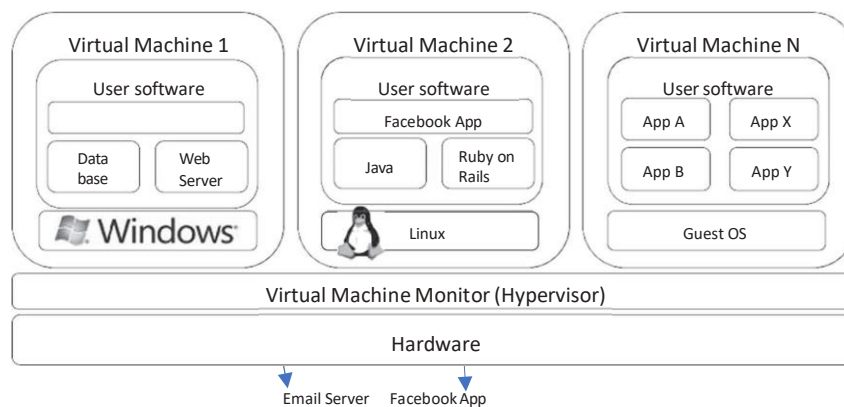 Virtual Machine 1
User software
Data
base
Web
Server
Windows
Virtual Machine 2
User software
Facebook App
Java
Ruby on
Rails
Linux
Virtual Machine N
User software
App A
App X
App B
App Y
Guest OS
Virtual Machine Monitor (Hypervisor)
Hardware
Email Server
Facebook App